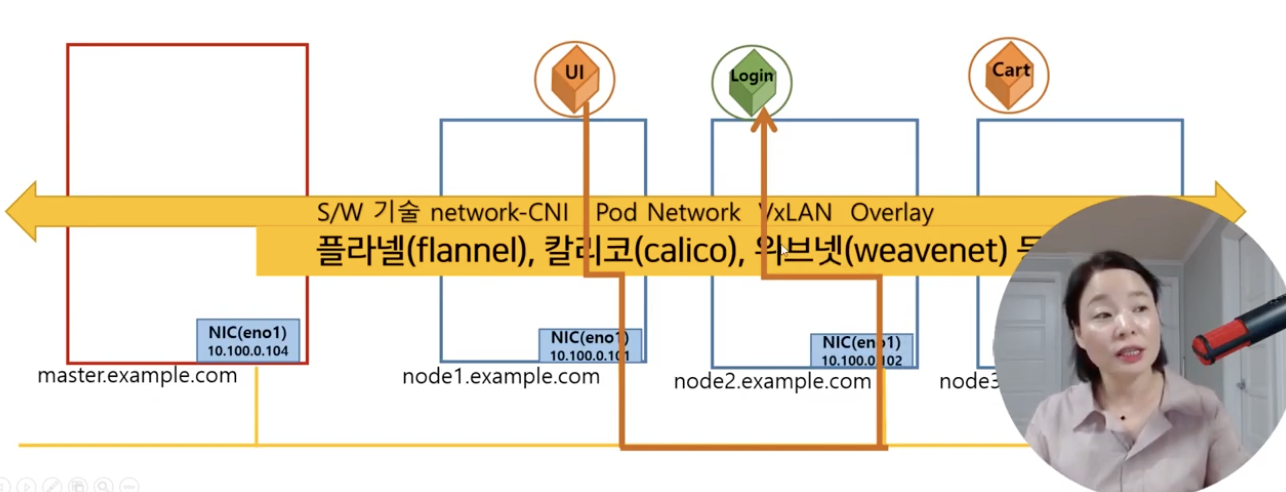 UI
Login
Cart
S/W 기술 network-CNI Pod Network VxLAN Overlay
플라넬(flannel), 칼리코(calico), 위브넷(weavenet)
NIC(eno1)
10.100.0.104
NIC(eno1)
10.100.0.101
NIC(eno1)
10.100.0.102
master.example.com
node1.example.com
node2.example.com
node3